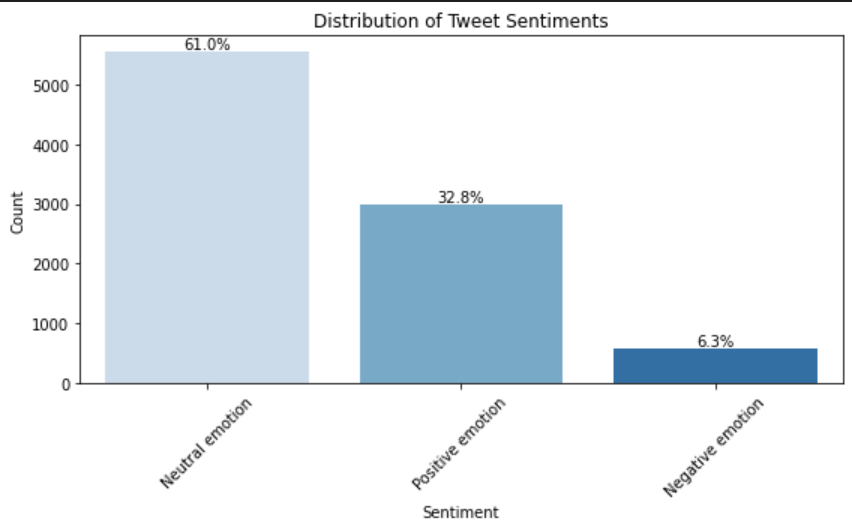 Distribution of Tweet Sentiments
61.0%
32.8%
6.3%
Count
5000
4000
3000
2000
1000
0
Neutral emotion
Positive emotion
Negative emotion
Sentiment